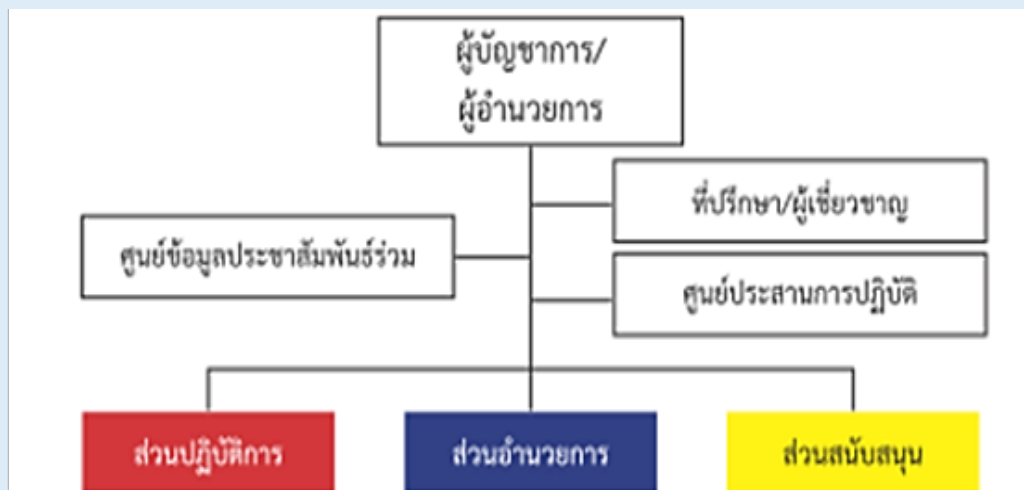 ผู้บัญชาการ/
ผู้อำนวยการ
ที่ปรึกษา/ผู้เชี่ยวชาญ
ศูนย์ข้อมูลประชาสัมพันธ์ร่วม
ศูนย์ประสานการปฏิบัติ
ส่วนปฏิบัติการ
ส่วนอำนวยการ
ส่วนสนับสนุน